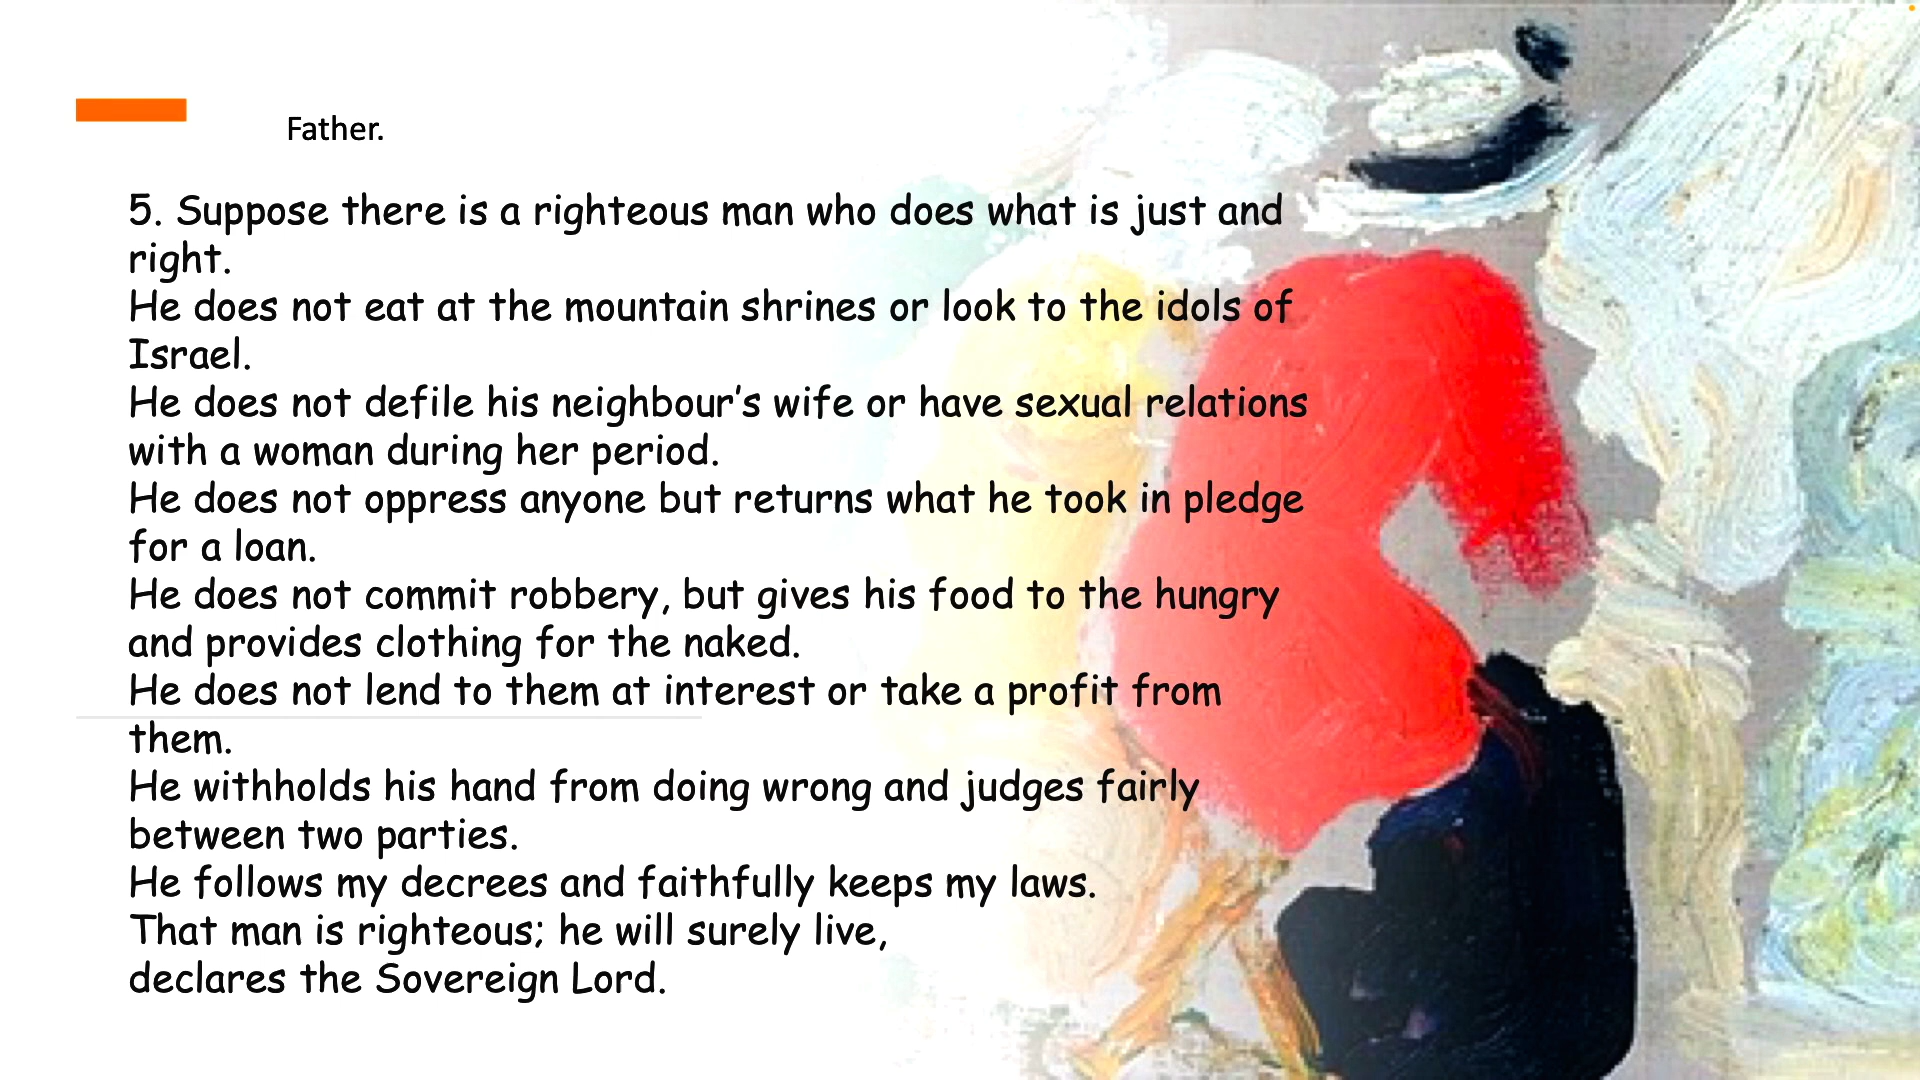 Father.
5. Suppose there is a righteous man who does what is just and
right.
He does not eat at the mountain shrines or look to the idols of
Israel.
He does not defile his neighbour’s wife or have sexual relations
with a woman during her period.
He does not oppress anyone but returns what he took in pledge
for a loan.
He does not commit robbery, but gives his food to the hungry
and provides clothing for the naked.
He does not lend to them at interest or take a profit from
them.
He withholds his hand from doing wrong and judges fairly
between two parties.
He follows my decrees and faithfully keeps my laws.
That man is righteous; he will surely live,
declares the Sovereign Lord.